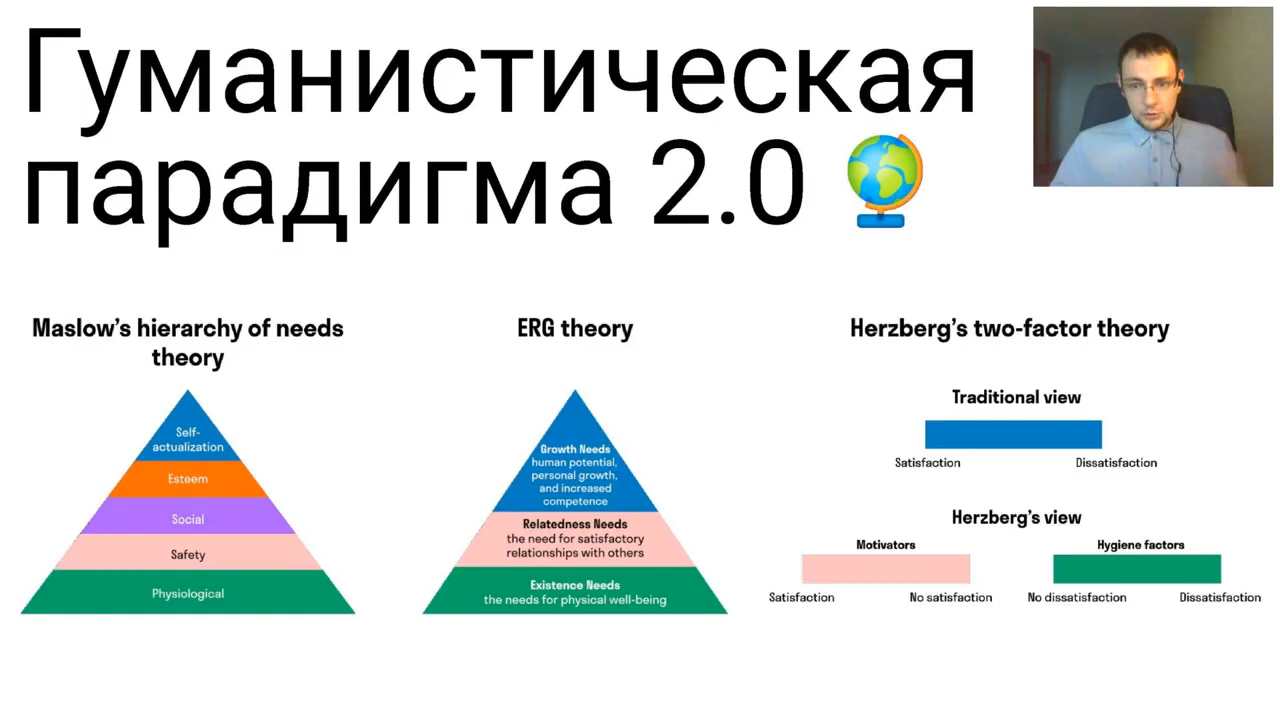 Гуманистическая
парадигма 2.0
Maslow's hierarchy of needs
theory
Self-
actualization
Esteem
Social
Safety
Physiological
ERG theory
Growth Needs
human potential,
personal growth,
and increased
competence
Relatedness Needs
the need for satisfactory
relationships with others
Existence Needs
the needs for physical well-being
Herzberg's two-factor theory
Traditional view
Satisfaction
Dissatisfaction
Herzberg's view
Motivators
Satisfaction
No satisfaction
Hygiene factors
No dissatisfaction
Dissatisfaction